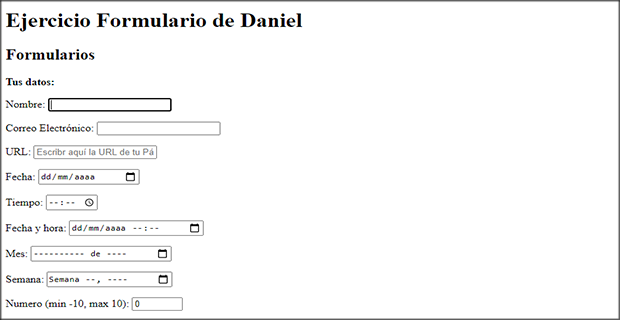 Ejercicio Formulario de Daniel
Formularios
Tus datos:
Nombre:
Correo Electrónico:
URL: Escribr aquí la URL de tu Pá
Fecha: dd/mm/aaaa
Tiempo: --:--
Fecha y hora: dd/mm/aaaa --:--
Mes: ---------- de ----
Semana: Semana --, ----
Numero (min -10, max 10): 0